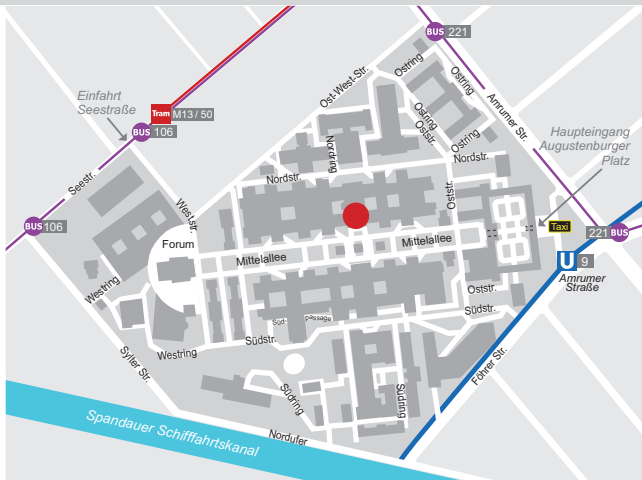 BUS 221
Ostring
Ostring
Amrumer Str.
Ost-West-Str.
Einfahrt
Seestraße
Tram M13 / 50
BUS 106
Ostring
Oststr.
Ostring
Haupteingang
Augustenburger
Platz
Nordring
Nordstr.
Nordstr.
Seestr.
Weststr.
Oststr.
BUS 106
Forum
Mittelallee
Mittelallee
Taxi
221 BUS
U 9
Amrumer
Straße
Westring
Oststr.
Südstr.
Süd- passage
Südstr.
Westring
Sylter Str.
Föhrer Str.
Südring
Südring
Spandauer Schifffahrtskanal
Nordufer